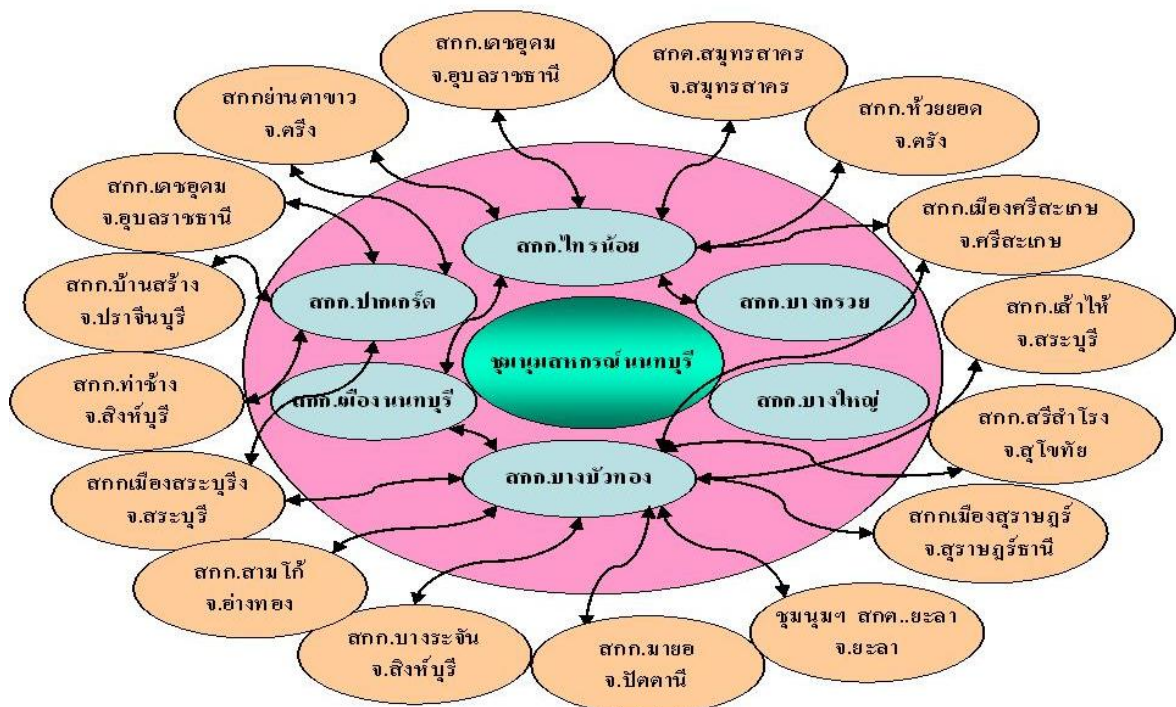 สกก.เดชอุดม
จ.อุบลราชธานี
สกต.สมุทรสาคร
จ.สมุทรสาคร
สกกย่านตาขาว
จ.ตรัง
สกก.ห้วยยอด
จ.ตรัง
สกก.เดชอุดม
จ.อุบลราชธานี
สกก.เมืองศรีสะเกษ
จ.ศรีสะเกษ
สกก.ไทรน้อย
สกก.บ้านสร้าง
จ.ปราจีนบุรี
สกก.ปากเกร็ด
สกก.บางกรวย
สกก.เส้าไห้
จ.สระบุรี
ชุมนุมสหกรณ์นนทบุรี
สกก.ท่าช้าง
จ.สิงห์บุรี
สกก.เมืองนนทบุรี
สกก.บางใหญ่
สกก.สรีสำโรง
จ.สุโขทัย
สกกเมืองสระบุรีง
จ.สระบุรี
สกก.บางบัวทอง
สกกเมืองสุราษฎร์
จ.สุราษฎร์ธานี
สกก.สามโก้
จ.อ่างทอง
สกก.บางระจัน
จ.สิงห์บุรี
สกก.มายอ
จ.ปัตตานี
ชุมนุมฯ สกต..ยะลา
จ.ยะลา